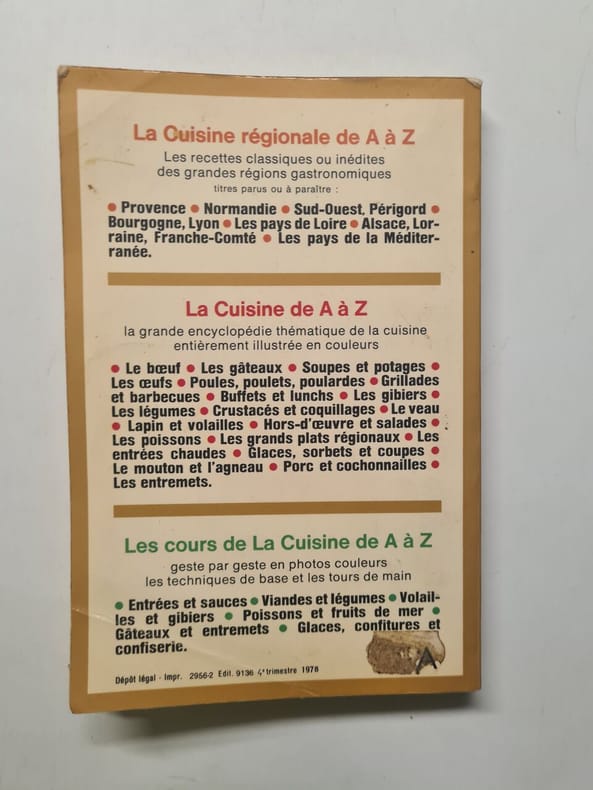 La Cuisine régionale de A à Z
Les recettes classiques ou inédites
des grandes régions gastronomiques
titres parus ou à paraître :
• Provence • Normandie • Sud-Ouest, Périgord •
Bourgogne, Lyon • Les pays de Loire • Alsace, Lor-
raine, Franche-Comté • Les pays de la Méditer-
ranée.
La Cuisine de A à Z
la grande encyclopédie thématique de la cuisine
entièrement illustrée en couleurs
• Le bœuf • Les gâteaux • Soupes et potages •
Les œufs • Poules, poulets, poulardes • Grillades
et barbecues • Buffets et lunchs • Les gibiers •
Les légumes • Crustacés et coquillages • Le veau
• Lapin et volailles • Hors-d'œuvre et salades •
Les poissons • Les grands plats régionaux • Les
entrées chaudes • Glaces, sorbets et coupes •
Le mouton et l'agneau • Porc et cochonnailles •
Les entremets.
Les cours de La Cuisine de A à Z
geste par geste en photos couleurs
les techniques de base et les tours de main
• Entrées et sauces • Viandes et légumes • Volail-
les et gibiers • Poissons et fruits de mer •
Gâteaux et entremets • Glaces, confitures et
confiserie.
A
Dépôt légal - Impr. 2956-2 Edit. 9136 4e trimestre 1978